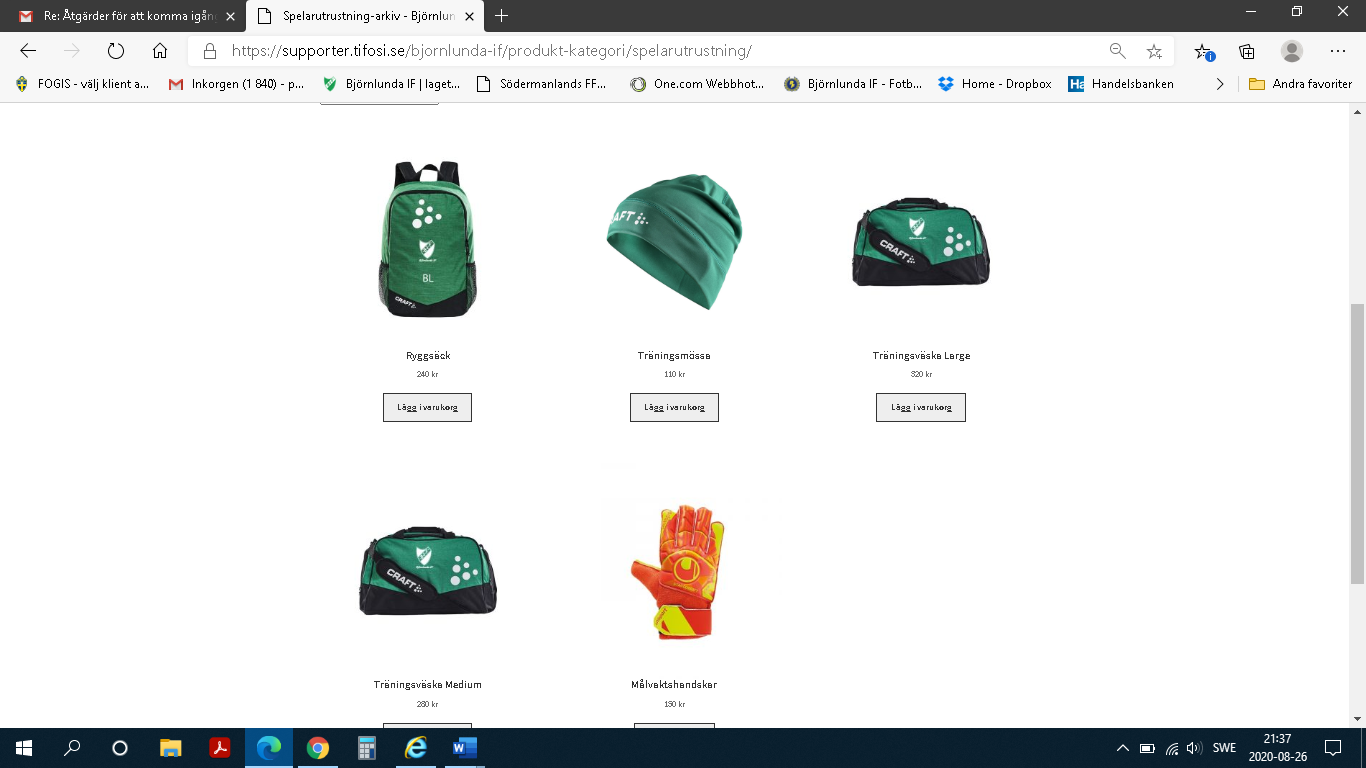 Re: Åtgärder för att komma igån
Spelarutrustning-arkiv - Björnlun
https://supporter.tifosi.se/bjornlunda-if/produkt-kategori/spelarutrustning/
FOGIS - välj klient a...
Inkorgen (1 840) - p...
Björnlunda IF | laget...
Södermanlands FF...
One.com Webbhot...
Björnlunda IF - Fotb...
Home - Dropbox
Handelsbanken
Andra favoriter
BL
CRAFT
RAFT
CRAFT
Ryggsäck
Träningsmössa
Träningsväska Large
240 kr
110 kr
320 kr
Lägg i varukorg
Lägg i varukorg
Lägg i varukorg
CRAFT
Träningsväska Medium
Målvaktshandskar
280 kr
150 kr
SWE
21:37
2020-08-26